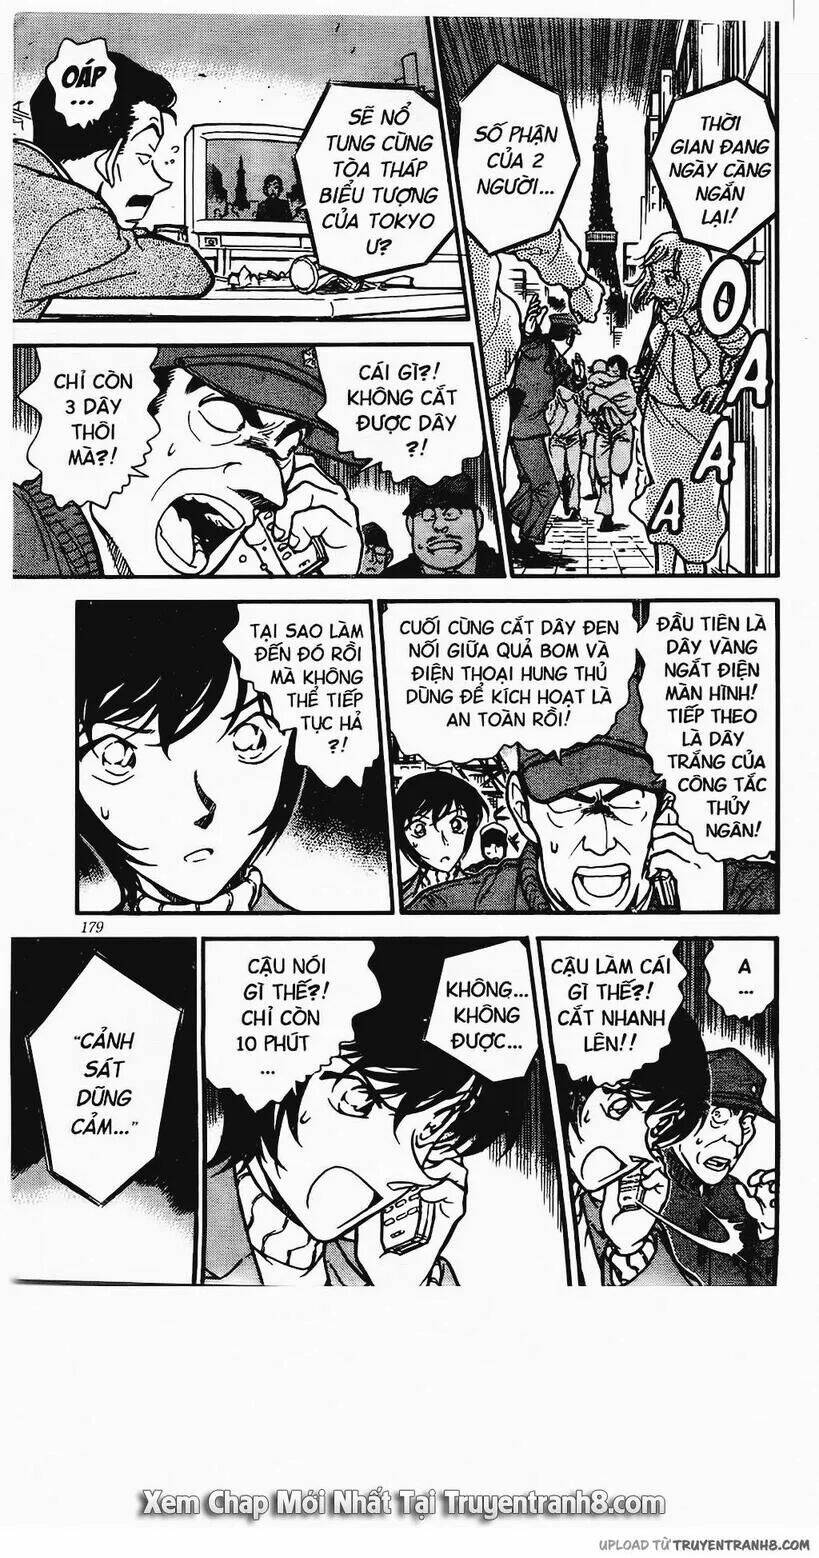 THỜI
GIAN ĐANG
NGÀY CÀNG
NGẮN
LẠI!
SỐ PHẬN
CỦA 2
NGƯỜI...
OAAAA
SẼ NỔ
TUNG CÙNG
TÒA THÁP
BIỂU TƯỢNG
CỦA TOKYO
Ư?
OÁP
...
CÁI GÌ?!
KHÔNG CẮT
ĐƯỢC DÂY
?!
CHỈ CÒN
3 DÂY
THÔI
MÀ?!
ĐẦU TIÊN LÀ
DÂY VÀNG
NGẮT ĐIỆN
MÀN HÌNH!
TIẾP THEO
LÀ DÂY
TRẮNG CỦA
CÔNG TẮC
THỦY
NGÂN!
CUỐI CÙNG CẮT DÂY ĐEN
NỐI GIỮA QUẢ BOM VÀ
ĐIỆN THOẠI HUNG THỦ
DÙNG ĐỂ KÍCH HOẠT LÀ
AN TOÀN RỒI!
TẠI SAO LÀM
ĐẾN ĐÓ RỒI
MÀ KHÔNG
THỂ TIẾP
TỤC HẢ
?!
179
A
...
CẬU LÀM CÁI
GÌ THẾ?!
CẮT NHANH
LÊN!!
KHÔNG...
KHÔNG
ĐƯỢC...
CẬU NÓI
GÌ THẾ?!
CHỈ CÒN
10 PHÚT
...
"CẢNH
SÁT
DŨNG
CẢM..."
Xem Chap Mới Nhất Tại Truyentranh8.com
UPLOAD TỪ TRUYENTRANH8.COM